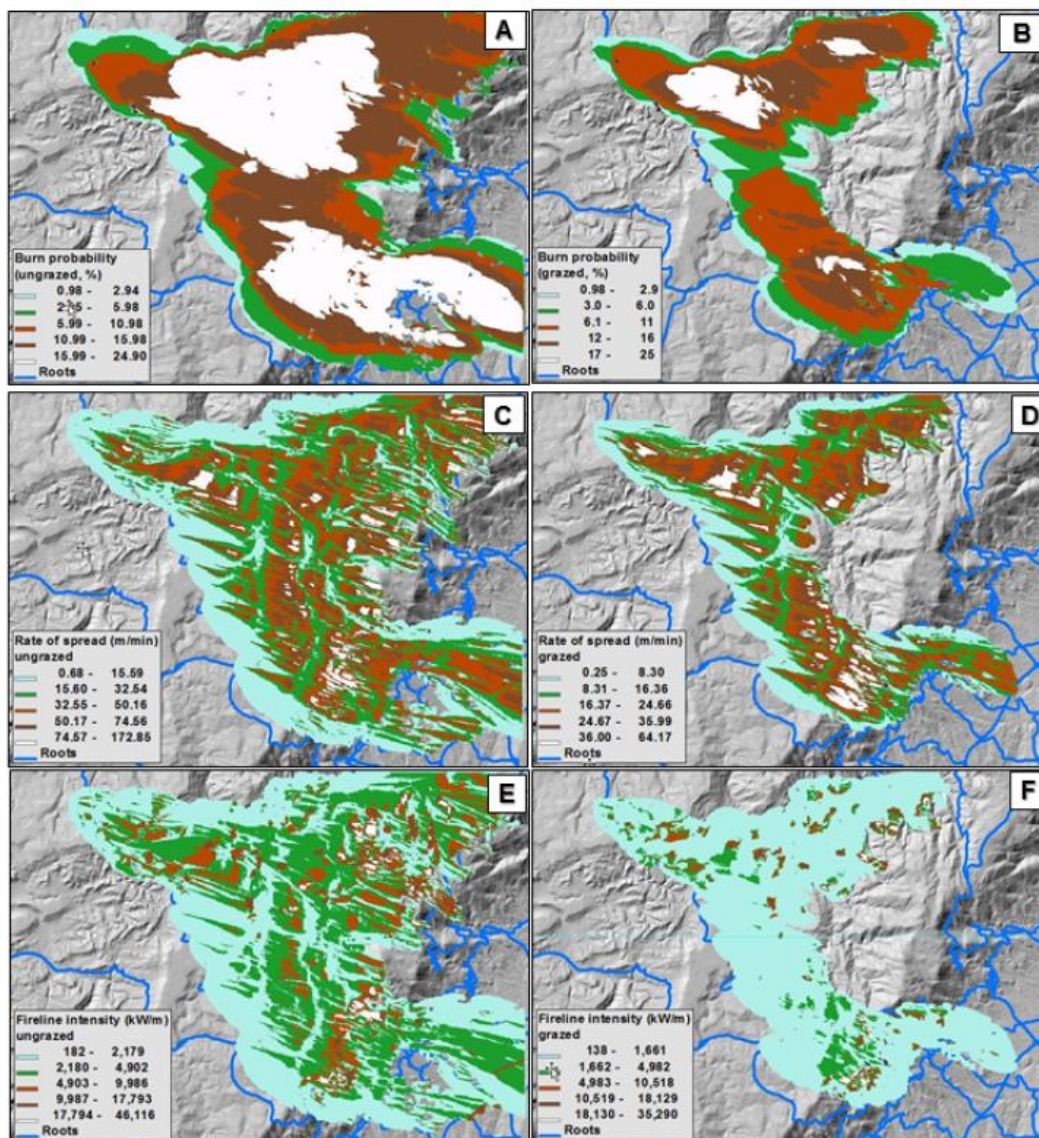 A
Burn probability
(ungrazed, %)
0.98 - 2.94
5.98
5.99 - 10.98
10.99 - 15.98
15.99 - 24.90
Roots
B
Burn probability
(grazed, %)
0.98 - 2.9
3.0 - 6.0
6.1 - 11
12 - 16
17 - 25
Roots
C
Rate of spread (m/min)
ungrazed
0.68 - 15.59
15.60 - 32.54
32.55 - 50.16
50.17 - 74.56
74.57 - 172.85
Roots
D
Rate of spread (m/min)
grazed
0.25 - 8.30
8.31 - 16.36
16.37 - 24.66
24.67 - 35.99
36.00 - 64.17
Roots
E
Fireline intensity (kW/m)
ungrazed
182 - 2,179
2,180 - 4,902
4,903 - 9,986
9,987 - 17,793
17,794 - 46,116
Roots
F
Fireline intensity (kW/m)
grazed
138 - 1,661
1,662 - 4,982
4,983 - 10,518
10,519 - 18,129
18,130 - 35,290
Roots